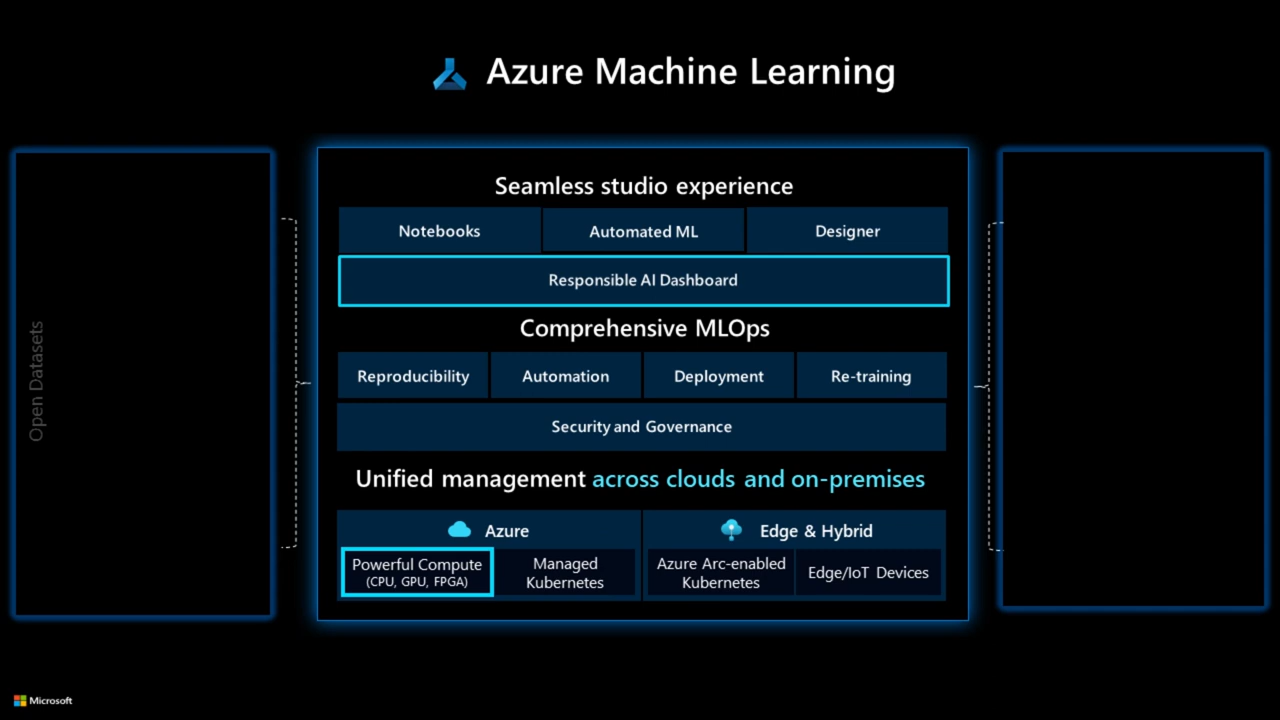 Azure Machine Learning
Open Datasets
Seamless studio experience
Notebooks
Automated ML
Designer
Responsible AI Dashboard
Comprehensive MLOps
Reproducibility
Automation
Deployment
Re-training
Security and Governance
Unified management across clouds and on-premises
Azure
Powerful Compute
(CPU, GPU, FPGA)
Managed
Kubernetes
Edge & Hybrid
Azure Arc-enabled
Kubernetes
Edge/IoT Devices
Microsoft